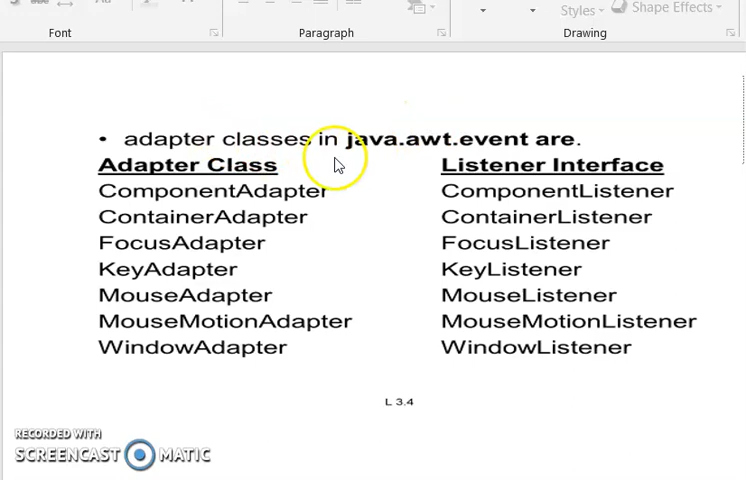 Font
Paragraph
Styles
Shape Effects
Drawing
• adapter classes in java.awt.event are.
Adapter Class Listener Interface
ComponentAdapter ComponentListener
ContainerAdapter ContainerListener
FocusAdapter FocusListener
KeyAdapter KeyListener
MouseAdapter MouseListener
MouseMotionAdapter MouseMotionListener
WindowAdapter WindowListener
L 3.4
RECORDED WITH
SCREENCAST MATIC